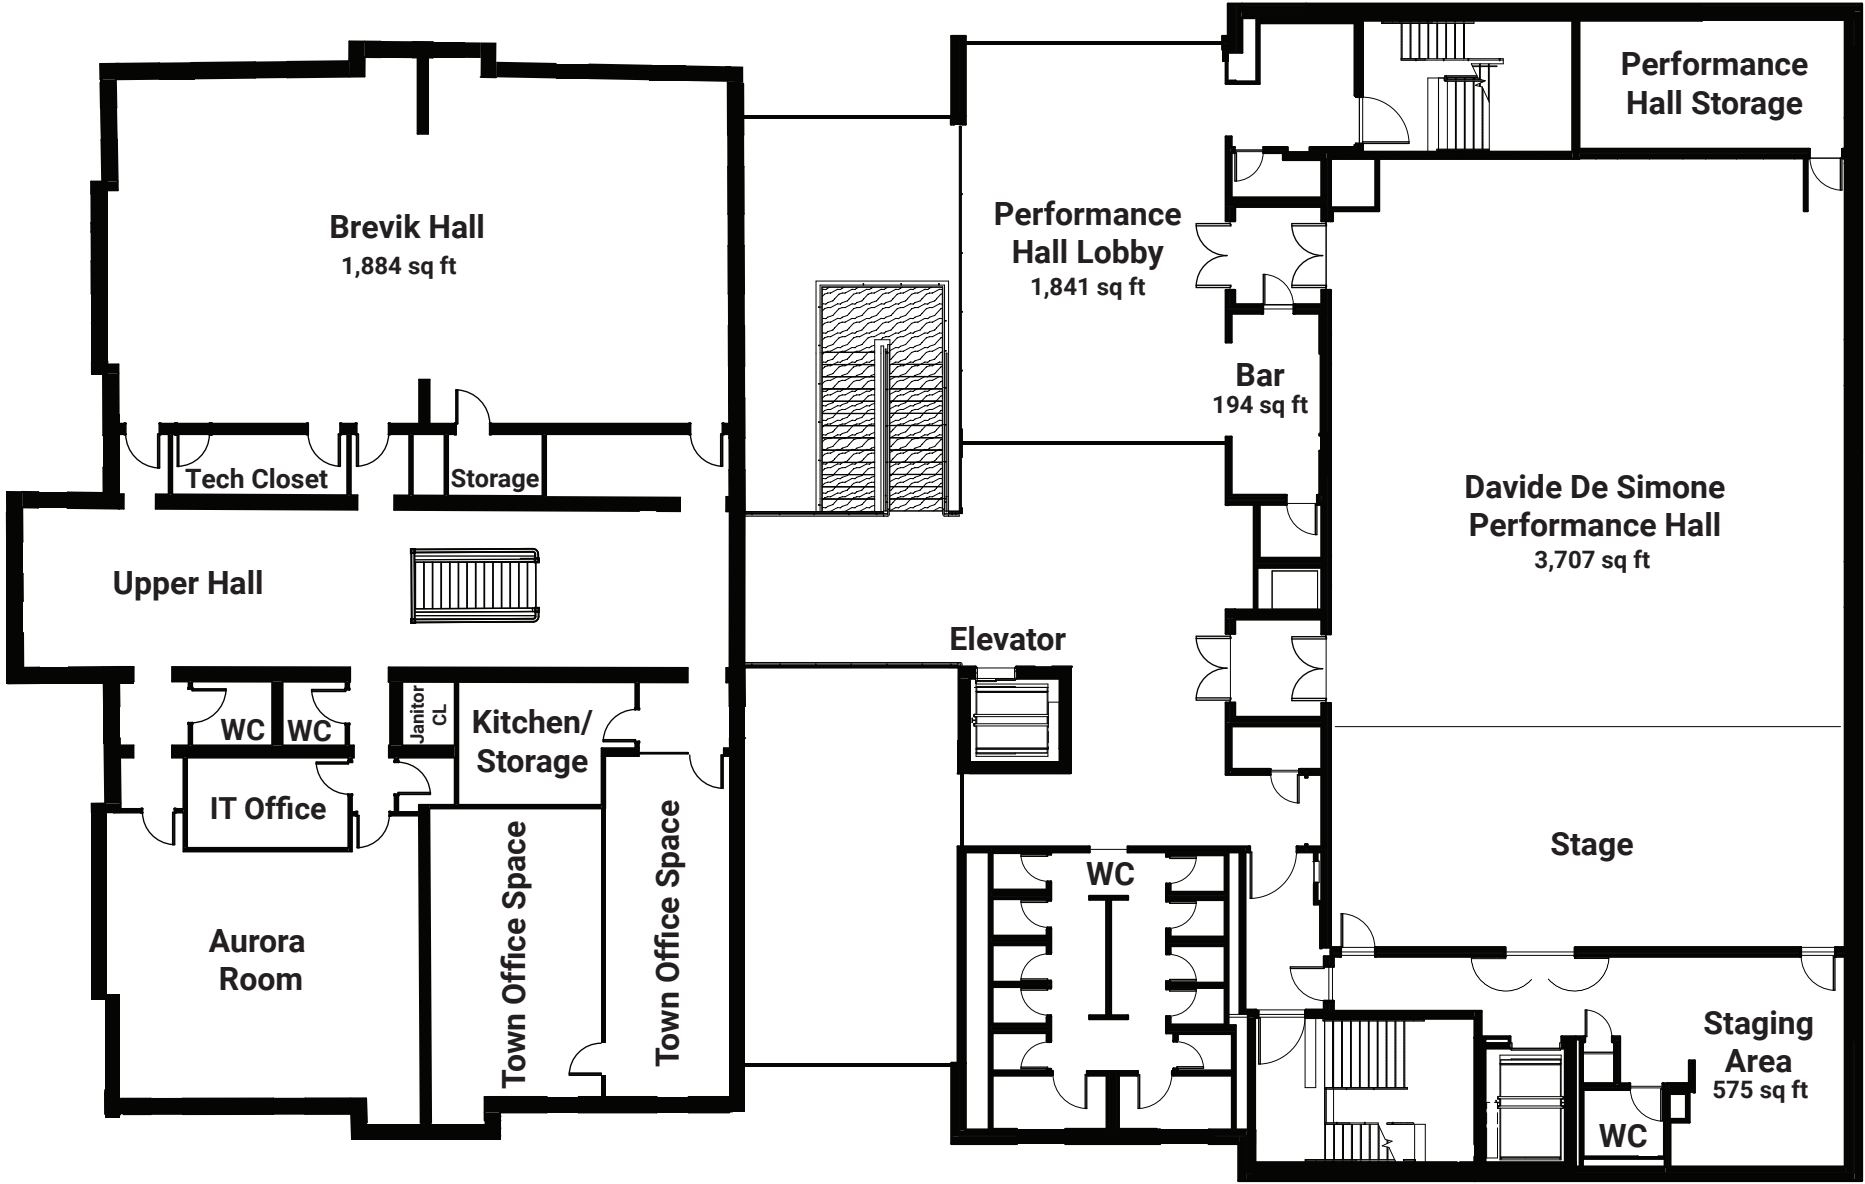 Performance
Hall Storage
Brevik Hall
1,884 sq ft
Performance
Hall Lobby
1,841 sq ft
Bar
194 sq ft
Tech Closet
Storage
Davide De Simone
Performance Hall
3,707 sq ft
Upper Hall
Elevator
WC
WC
Janitor
CL
Kitchen/
Storage
IT Office
Stage
WC
Aurora
Room
Town Office Space
Town Office Space
Staging
Area
575 sq ft
WC